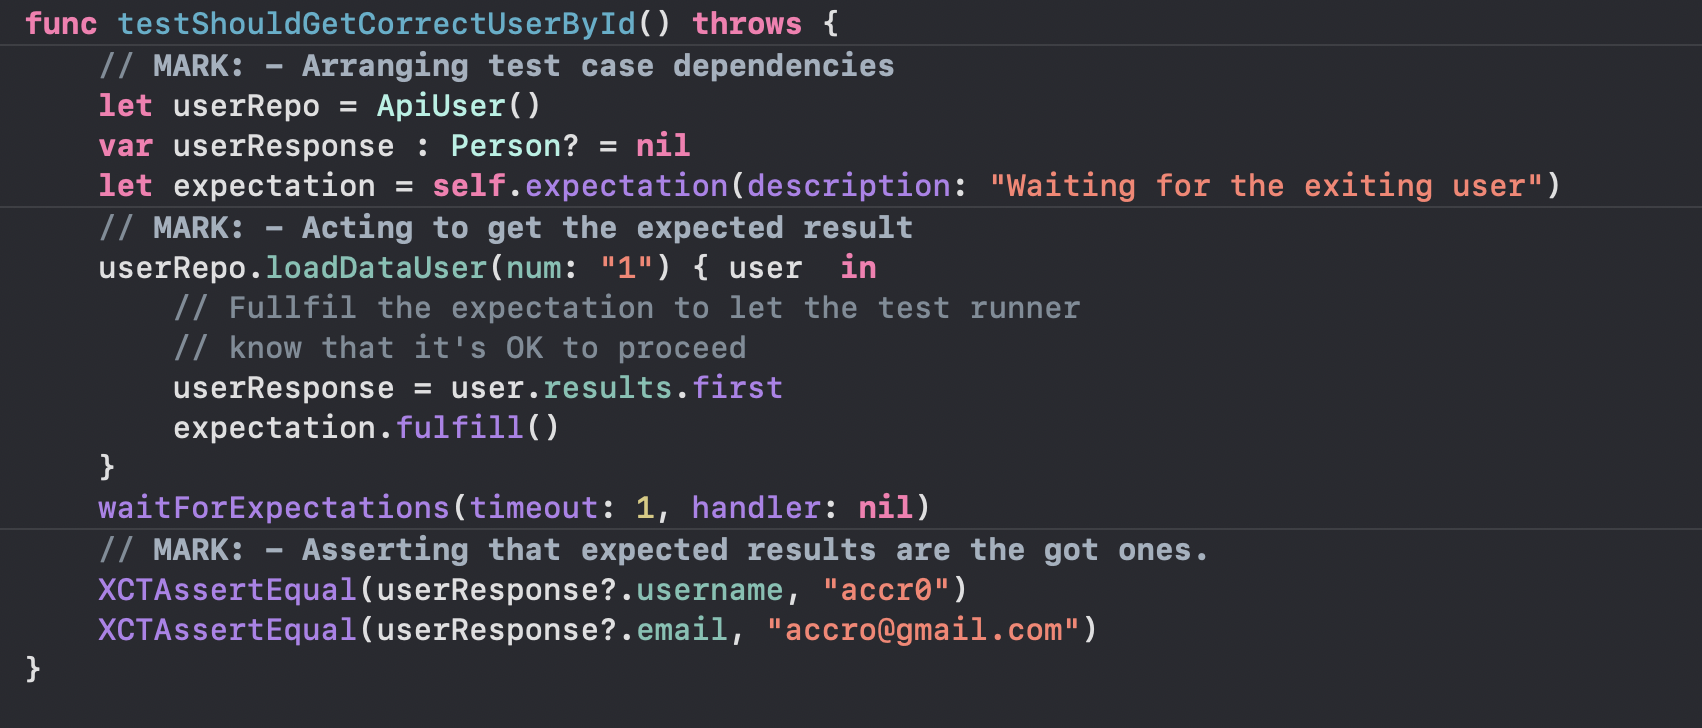 func testShouldGetCorrectUserById() throws {
// MARK: - Arranging test case dependencies
let userRepo = ApiUser()
var userResponse : Person? = nil
let expectation = self.expectation(description: "Waiting for the exiting user")
// MARK: - Acting to get the expected result
userRepo.loadDataUser(num: "1") { user  in
// Fullfil the expectation to let the test runner
// know that it's OK to proceed
userResponse = user.results.first
expectation.fulfill()
}
waitForExpectations(timeout: 1, handler: nil)
// MARK: - Asserting that expected results are the got ones.
XCTAssertEqual(userResponse?.username, "accr0")
XCTAssertEqual(userResponse?.email, "accro@gmail.com")
}